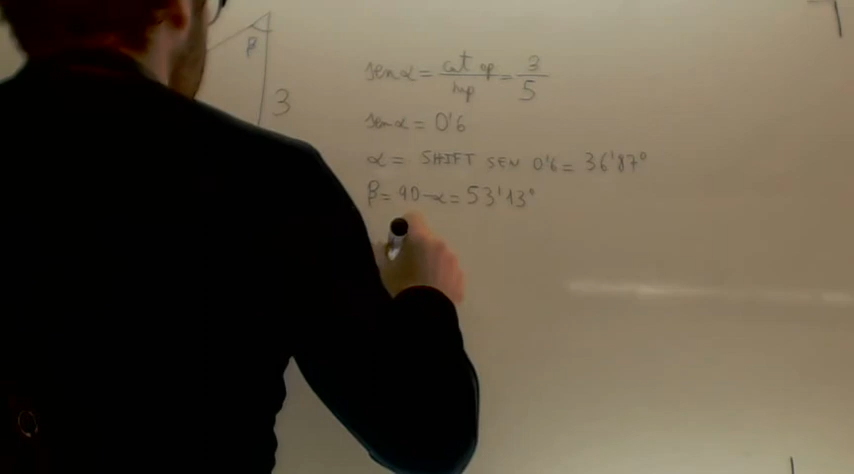 β
3
sen α = cat op / hip = 3 / 5
sen α = 0'6
α = SHIFT SEN 0'6 = 36'87°
β = 90 - α = 53'13°